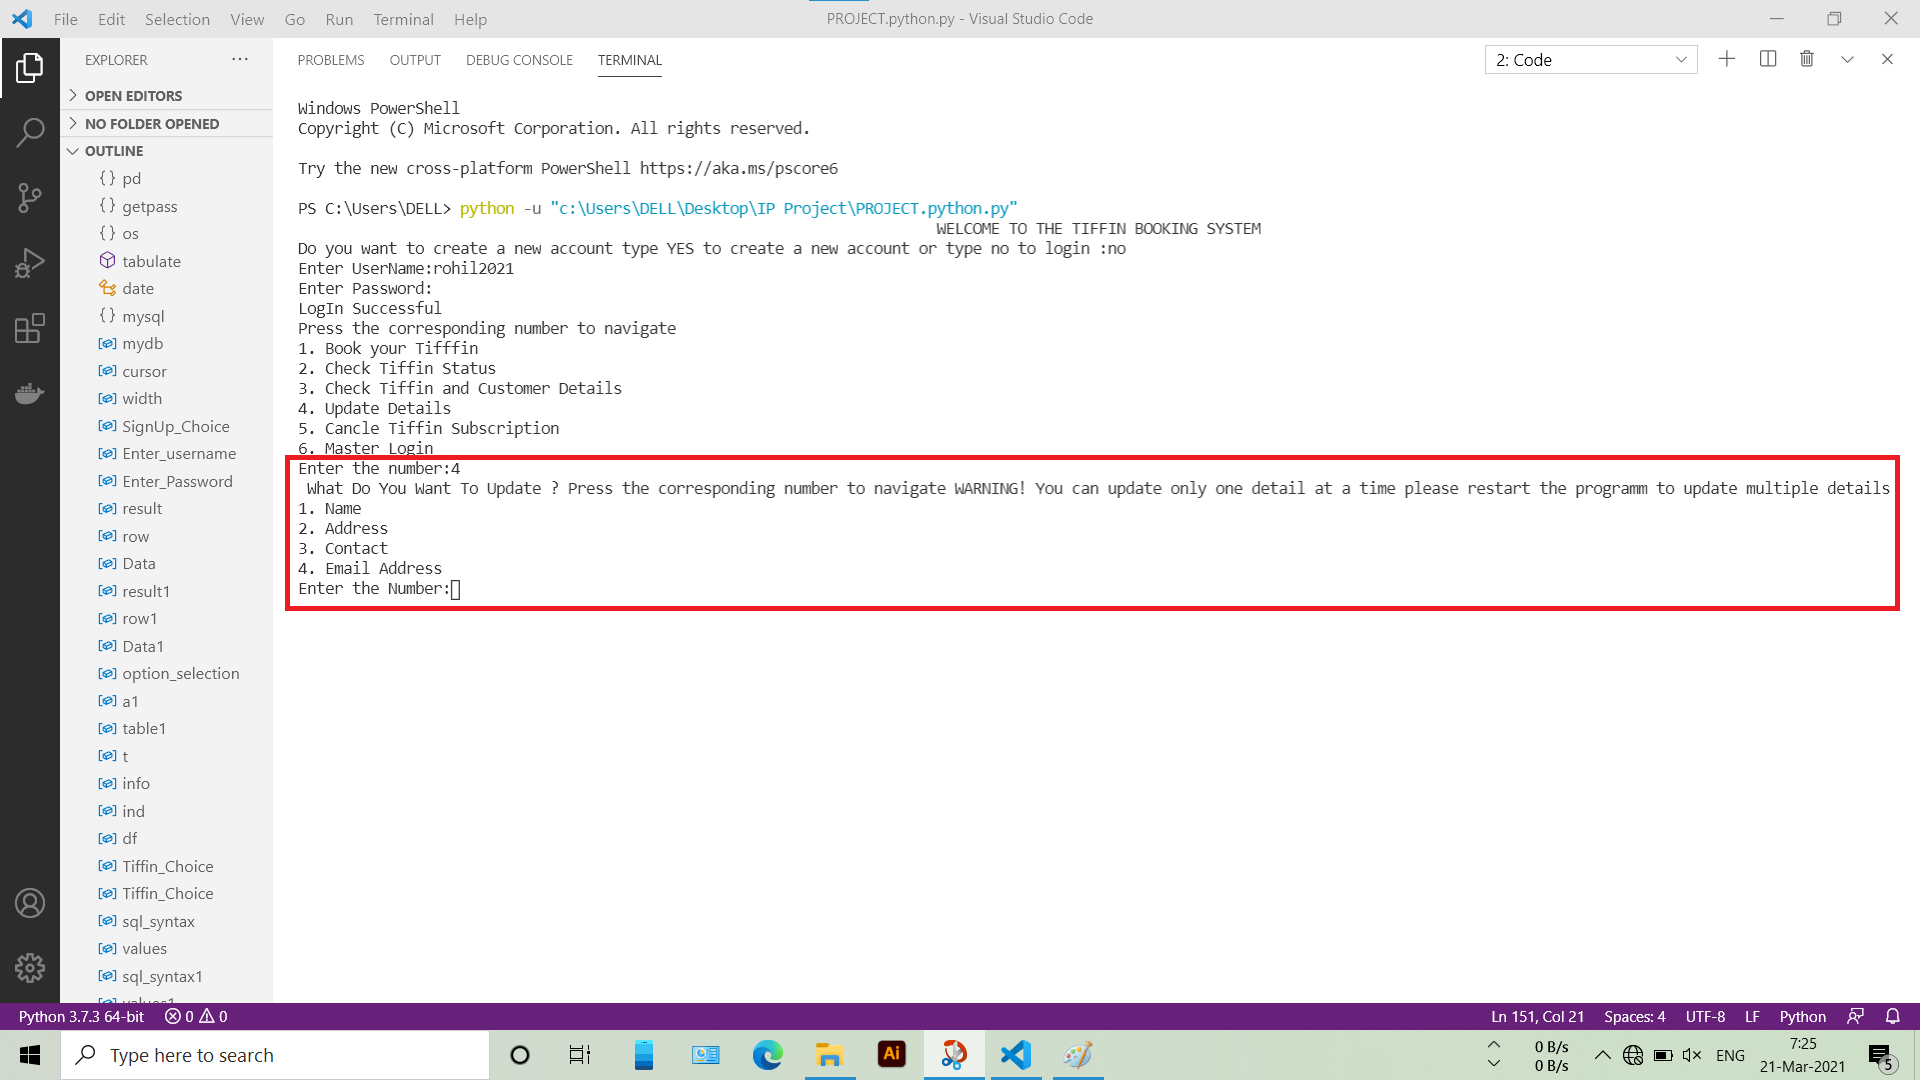 File Edit Selection View Go Run Terminal Help
PROJECT.python.py - Visual Studio Code
EXPLORER
OPEN EDITORS
NO FOLDER OPENED
OUTLINE
{} pd
{} getpass
{} os
tabulate
date
{} mysql
mydb
cursor
width
SignUp_Choice
Enter_username
Enter_Password
result
row
Data
result1
row1
Data1
option_selection
a1
table1
t
info
ind
df
Tiffin_Choice
Tiffin_Choice
sql_syntax
values
sql_syntax1
values1
PROBLEMS OUTPUT DEBUG CONSOLE TERMINAL
2: Code
Windows PowerShell
Copyright (C) Microsoft Corporation. All rights reserved.
Try the new cross-platform PowerShell https://aka.ms/pscore6
PS C:\Users\DELL> python -u "c:\Users\DELL\Desktop\IP Project\PROJECT.python.py"
WELCOME TO THE TIFFIN BOOKING SYSTEM
Do you want to create a new account type YES to create a new account or type no to login :no
Enter UserName:rohil2021
Enter Password:
LogIn Successful
Press the corresponding number to navigate
1. Book your Tifffin
2. Check Tiffin Status
3. Check Tiffin and Customer Details
4. Update Details
5. Cancle Tiffin Subscription
6. Master Login
Enter the number:4
What Do You Want To Update ? Press the corresponding number to navigate WARNING! You can update only one detail at a time please restart the programm to update multiple details
1. Name
2. Address
3. Contact
4. Email Address
Enter the Number:
Python 3.7.3 64-bit 0 0
Ln 151, Col 21 Spaces: 4 UTF-8 LF Python
Type here to search
Ai
0 B/s
0 B/s
ENG
7:25
21-Mar-2021
5